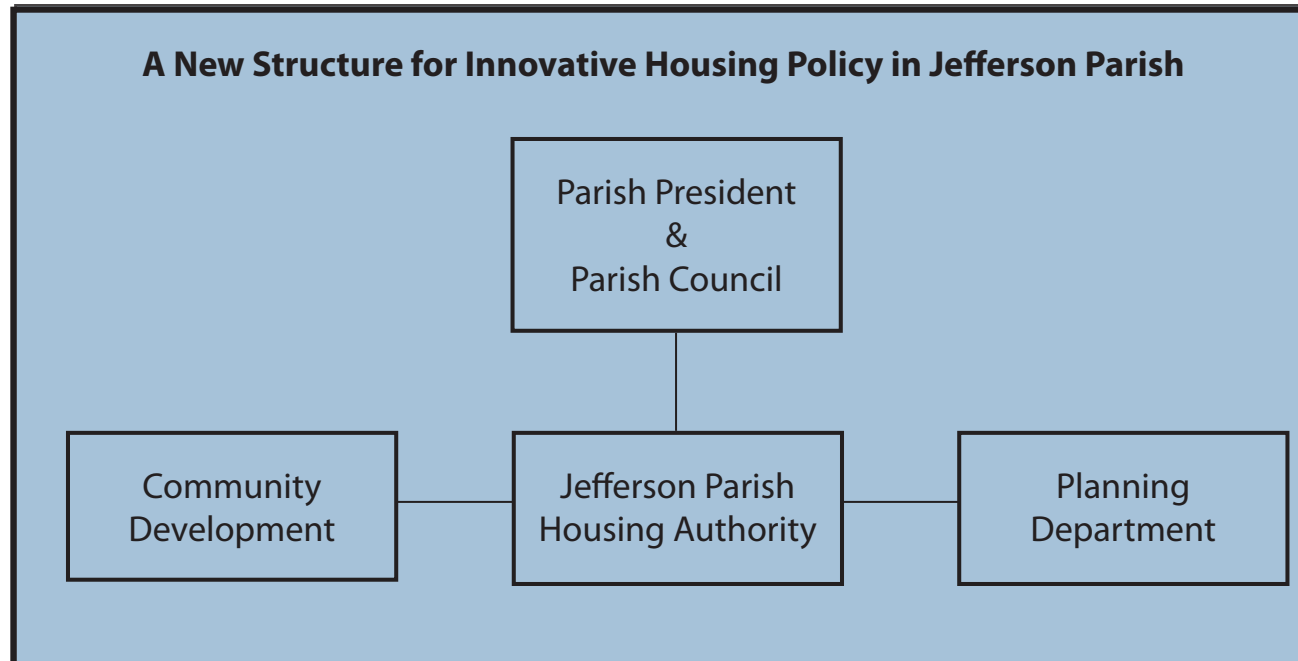 A New Structure for Innovative Housing Policy in Jefferson Parish
Parish President
&
Parish Council
Community
Development
Jefferson Parish
Housing Authority
Planning
Department